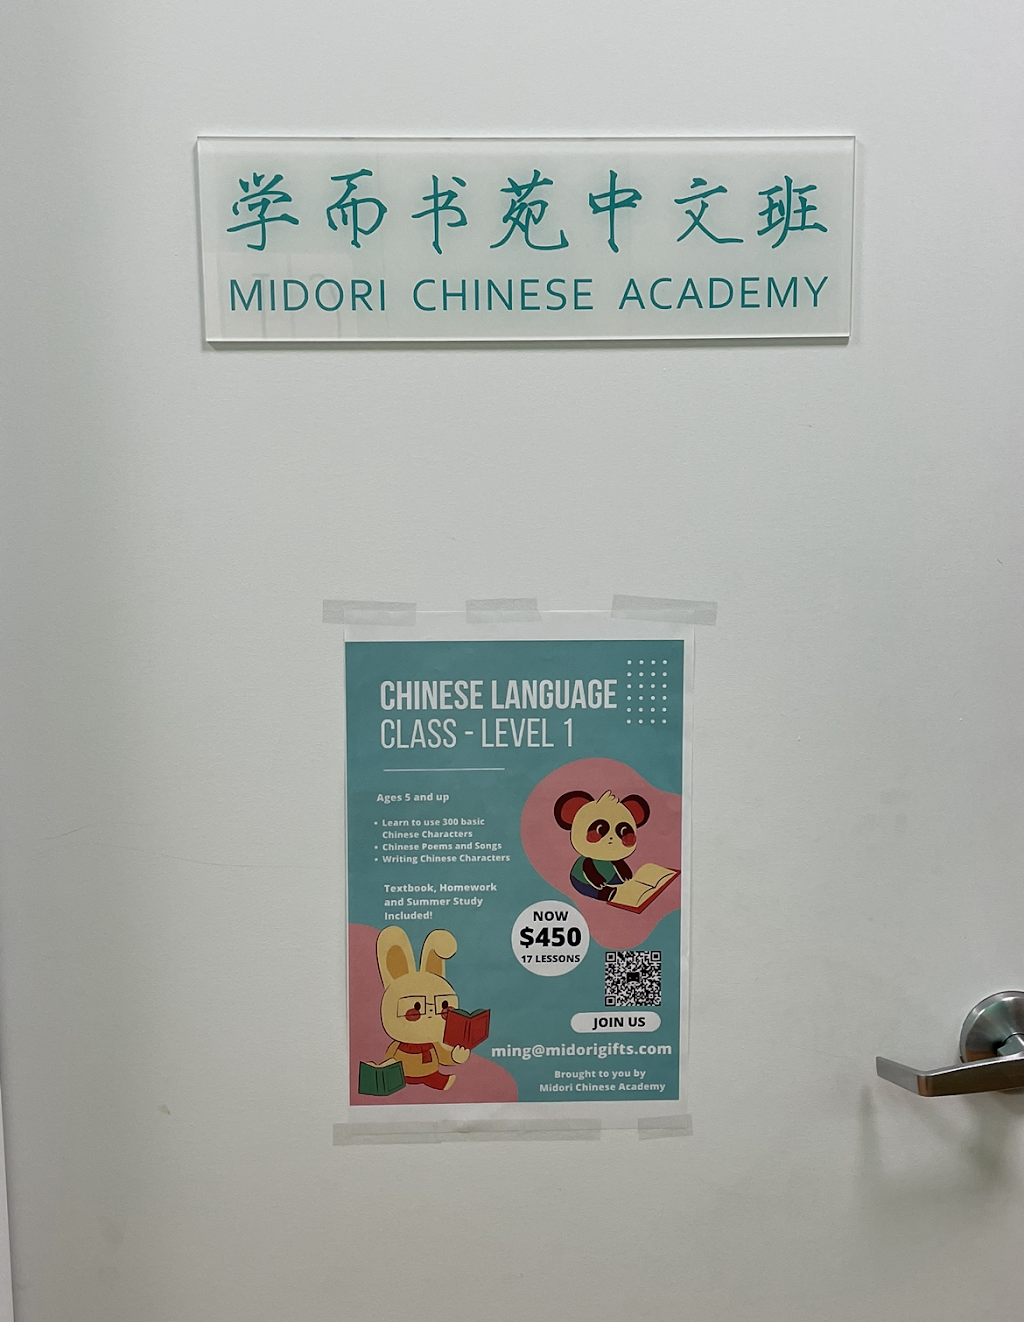 学而书苑中文班
MIDORI CHINESE ACADEMY
CHINESE LANGUAGE
CLASS - LEVEL 1
Ages 5 and up
• Learn to use 300 basic
Chinese Characters
• Chinese Poems and Songs
• Writing Chinese Characters
Textbook, Homework
and Summer Study
Included!
NOW
$450
17 LESSONS
JOIN US
ming@midorigifts.com
Brought to you by
Midori Chinese Academy